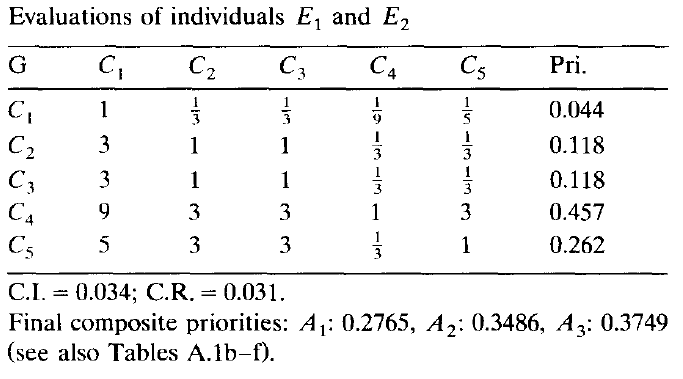 Evaluations of individuals E₁ and E₂
G C₁ C₂ C₃ C₄ C₅ Pri.
C₁ 1 1/3 1/3 1/9 1/5 0.044
C₂ 3 1 1 1/3 1/3 0.118
C₃ 3 1 1 1/3 1/3 0.118
C₄ 9 3 3 1 3 0.457
C₅ 5 3 3 1/3 1 0.262
C.I. = 0.034; C.R. = 0.031.
Final composite priorities: A₁: 0.2765, A₂: 0.3486, A₃: 0.3749
(see also Tables A.1b–f).